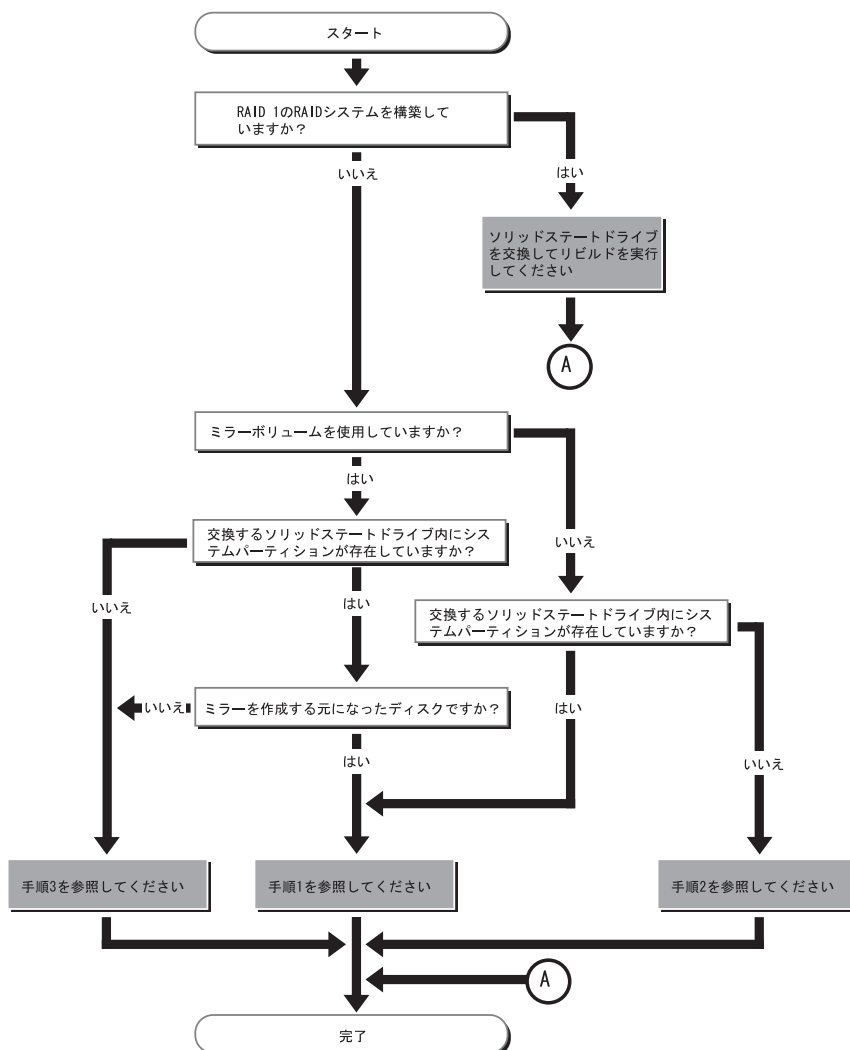 スタート
RAID 1のRAIDシステムを構築して
いますか？
いいえ
はい
ソリッドステートドライブ
を交換してリビルドを実行
してください
A
ミラーボリュームを使用していますか？
はい
いいえ
交換するソリッドステートドライブ内にシス
テムパーティションが存在していますか？
いいえ
はい
交換するソリッドステートドライブ内にシス
テムパーティションが存在していますか？
いいえ
ミラーを作成する元になったディスクですか？
はい
はい
いいえ
手順3を参照してください
手順1を参照してください
手順2を参照してください
A
完了